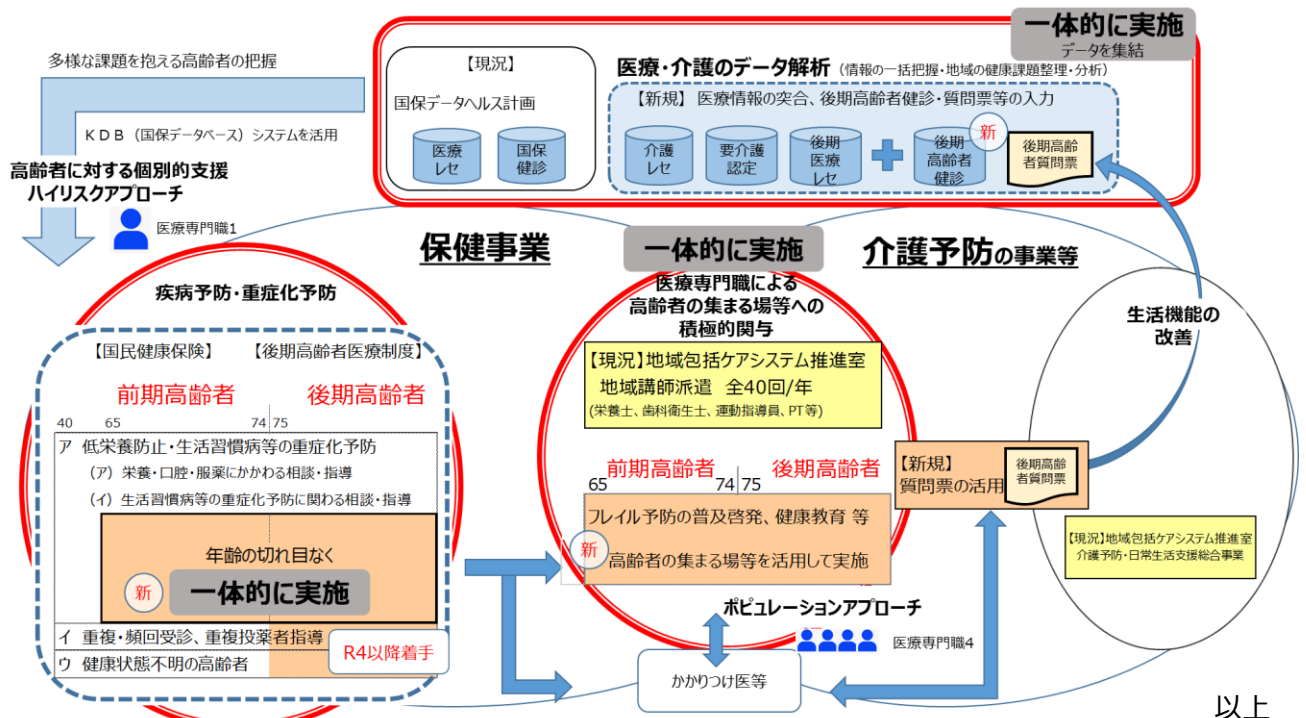 一体的に実施
データを集結
多様な課題を抱える高齢者の把握
【現況】
国保データヘルス計画
医療
レセ
国保
健診
医療・介護のデータ解析（情報の一括把握・地域の健康課題整理・分析）
【新規】 医療情報の突合、後期高齢者健診・質問票等の入力
介護
レセ
要介護
認定
後期
医療
レセ
後期
高齢者
健診
新
後期高齢
者質問票
ＫＤＢ（国保データベース）システムを活用
高齢者に対する個別的支援
ハイリスクアプローチ
医療専門職1
保健事業
一体的に実施
介護予防の事業等
疾病予防・重症化予防
【国民健康保険】 【後期高齢者医療制度】
前期高齢者 後期高齢者
40 65 74 75
ア 低栄養防止・生活習慣病等の重症化予防
（ア）栄養・口腔・服薬にかかわる相談・指導
（イ）生活習慣病等の重症化予防に関わる相談・指導
年齢の切れ目なく
新
一体的に実施
イ 重複・頻回受診、重複投薬者指導
ウ 健康状態不明の高齢者
R4以降着手
医療専門職による
高齢者の集まる場等への
積極的関与
【現況】地域包括ケアシステム推進室
地域講師派遣 全40回/年
(栄養士、歯科衛生士、運動指導員、PT等)
前期高齢者 後期高齢者
65 74 75
フレイル予防の普及啓発、健康教育 等
新
高齢者の集まる場等を活用して実施
ポピュレーションアプローチ
医療専門職4
かかりつけ医等
【新規】
質問票の活用
後期高齢
者質問票
生活機能の
改善
【現況】地域包括ケアシステム推進室
介護予防・日常生活支援総合事業
以上